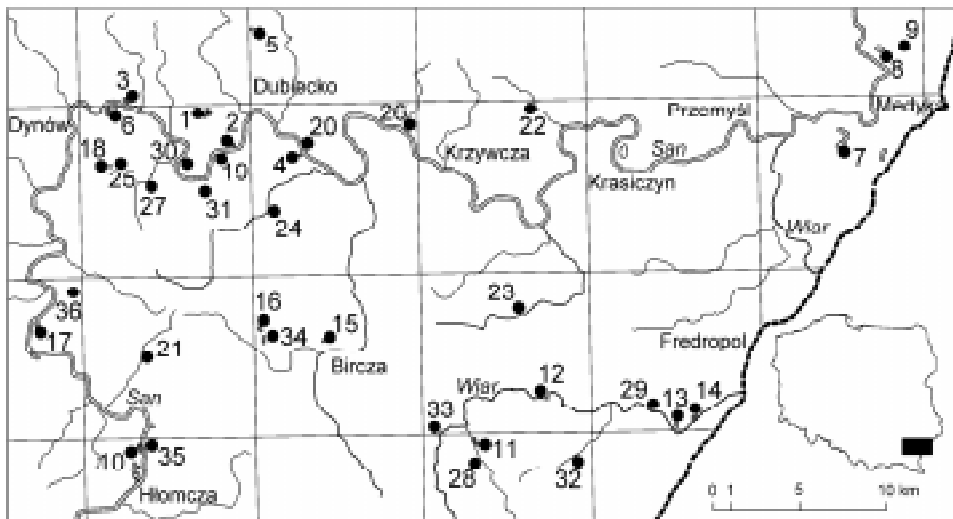 9
5
8
3
Dubiecko
1
Przemyśl
Medyka
Dynów
6
2
20
26
22
18
30
4
Krzywcza
San
7
25
10
Krasiczyn
27
31
24
Wiar
36
16
23
17
34
15
Fredropol
21
Bircza
San
Wiar
12
29
13
14
33
10
35
11
28
32
Hłomcza
0 1 5 10 km